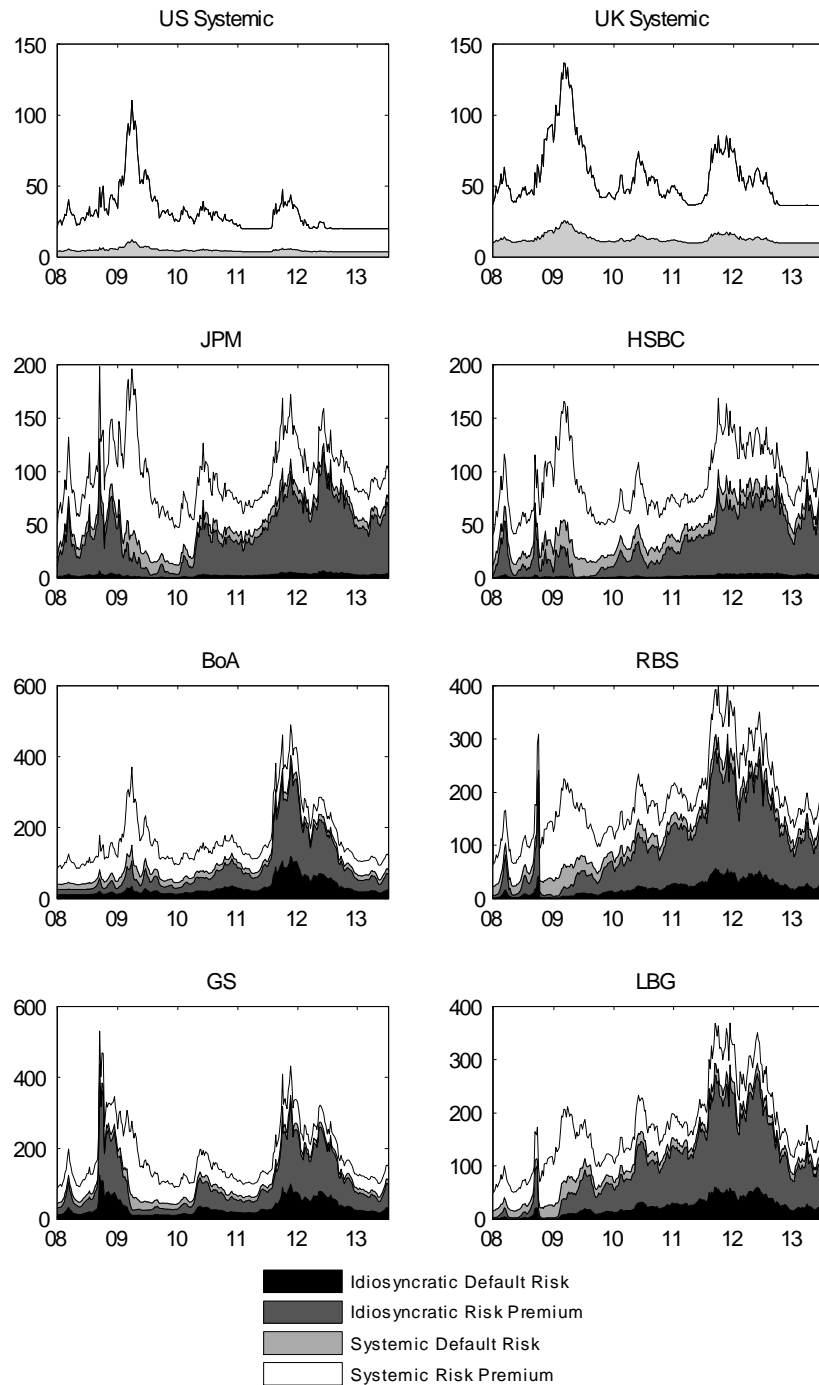 US Systemic
150
100
50
0
08 09 10 11 12 13
UK Systemic
150
100
50
0
08 09 10 11 12 13
JPM
200
150
100
50
0
08 09 10 11 12 13
HSBC
200
150
100
50
0
08 09 10 11 12 13
BoA
600
400
200
0
08 09 10 11 12 13
RBS
400
300
200
100
0
08 09 10 11 12 13
GS
600
400
200
0
08 09 10 11 12 13
LBG
400
300
200
100
0
08 09 10 11 12 13
Idiosyncratic Default Risk
Idiosyncratic Risk Premium
Systemic Default Risk
Systemic Risk Premium